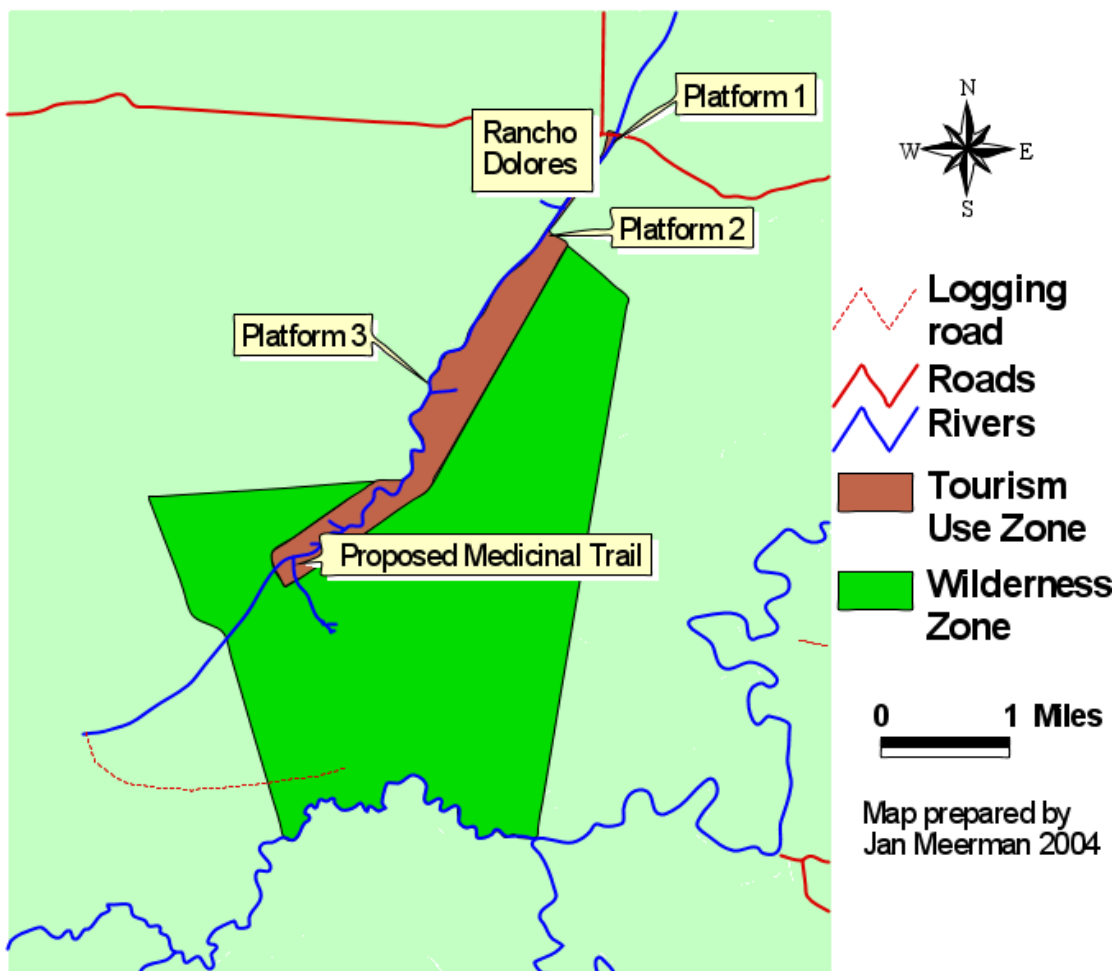 Platform 1
Rancho
Dolores
Platform 2
Platform 3
Proposed Medicinal Trail
N
W
E
S
Logging
road
Roads
Rivers
Tourism
Use Zone
Wilderness
Zone
0 1 Miles
Map prepared by
Jan Meerman 2004